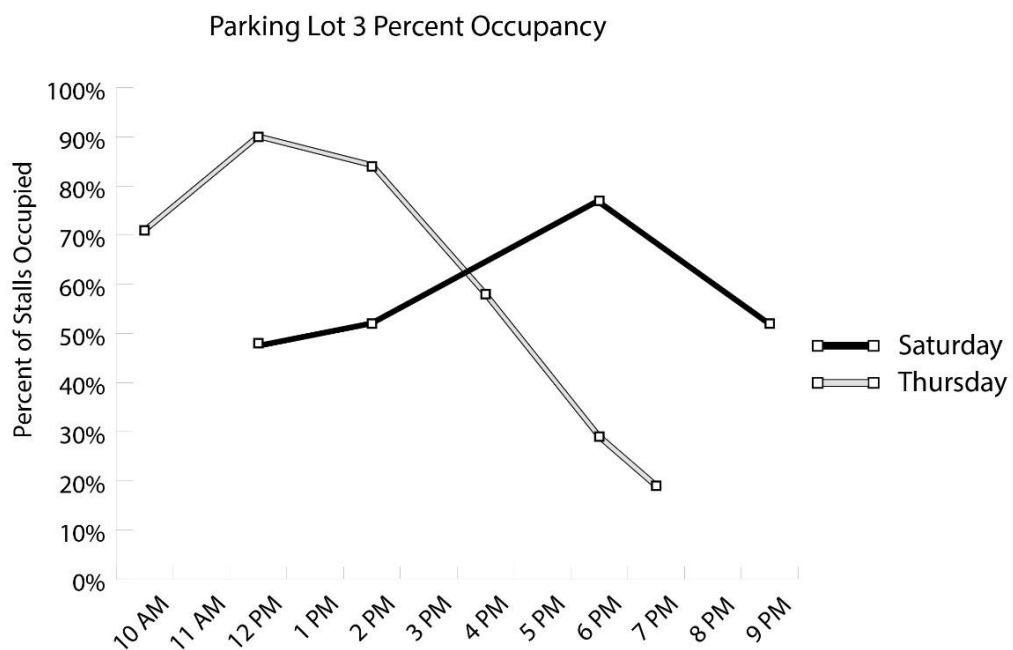 Parking Lot 3 Percent Occupancy
100%
90%
80%
70%
60%
50%
40%
30%
20%
10%
0%
Percent of Stalls Occupied
10 AM
11 AM
12 PM
1 PM
2 PM
3 PM
4 PM
5 PM
6 PM
7 PM
8 PM
9 PM
Saturday
Thursday